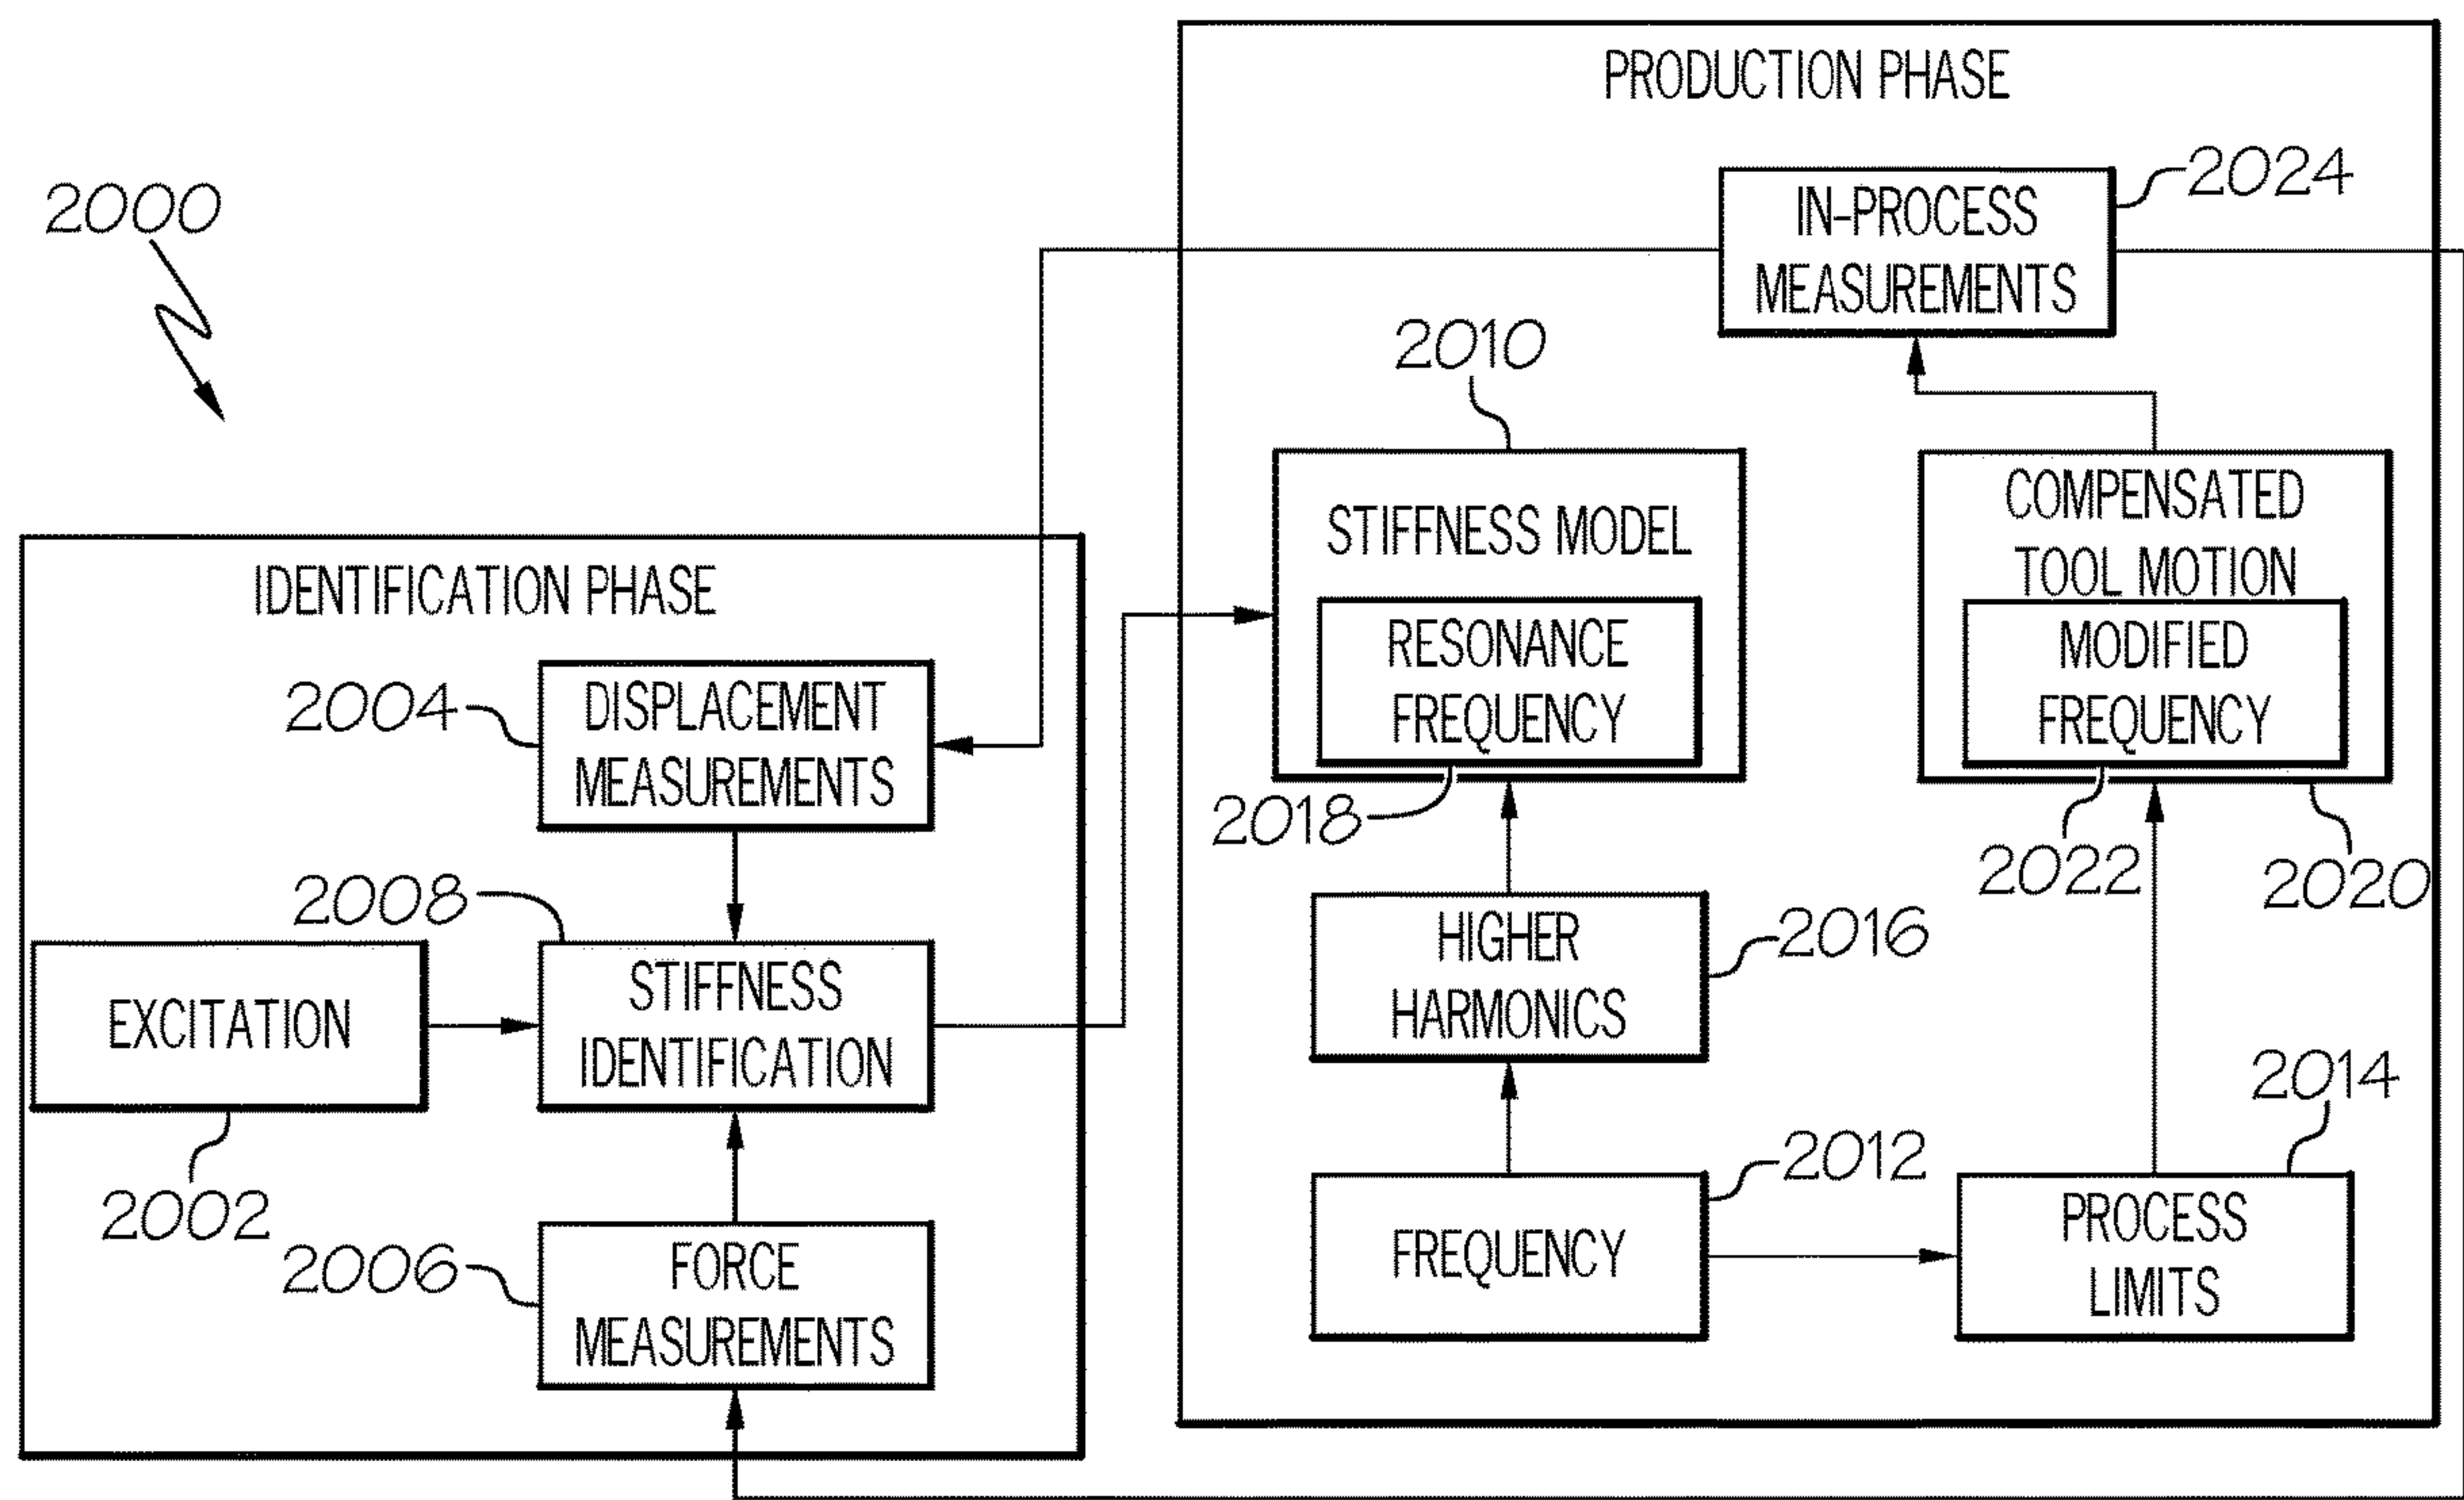 PRODUCTION PHASE
2000
IN-PROCESS
MEASUREMENTS
2024
2010
STIFFNESS MODEL
RESONANCE
FREQUENCY
2018
COMPENSATED
TOOL MOTION
MODIFIED
FREQUENCY
2022
2020
IDENTIFICATION PHASE
2004
DISPLACEMENT
MEASUREMENTS
2008
EXCITATION
2002
STIFFNESS
IDENTIFICATION
2006
FORCE
MEASUREMENTS
HIGHER
HARMONICS
2016
FREQUENCY
2012
2014
PROCESS
LIMITS